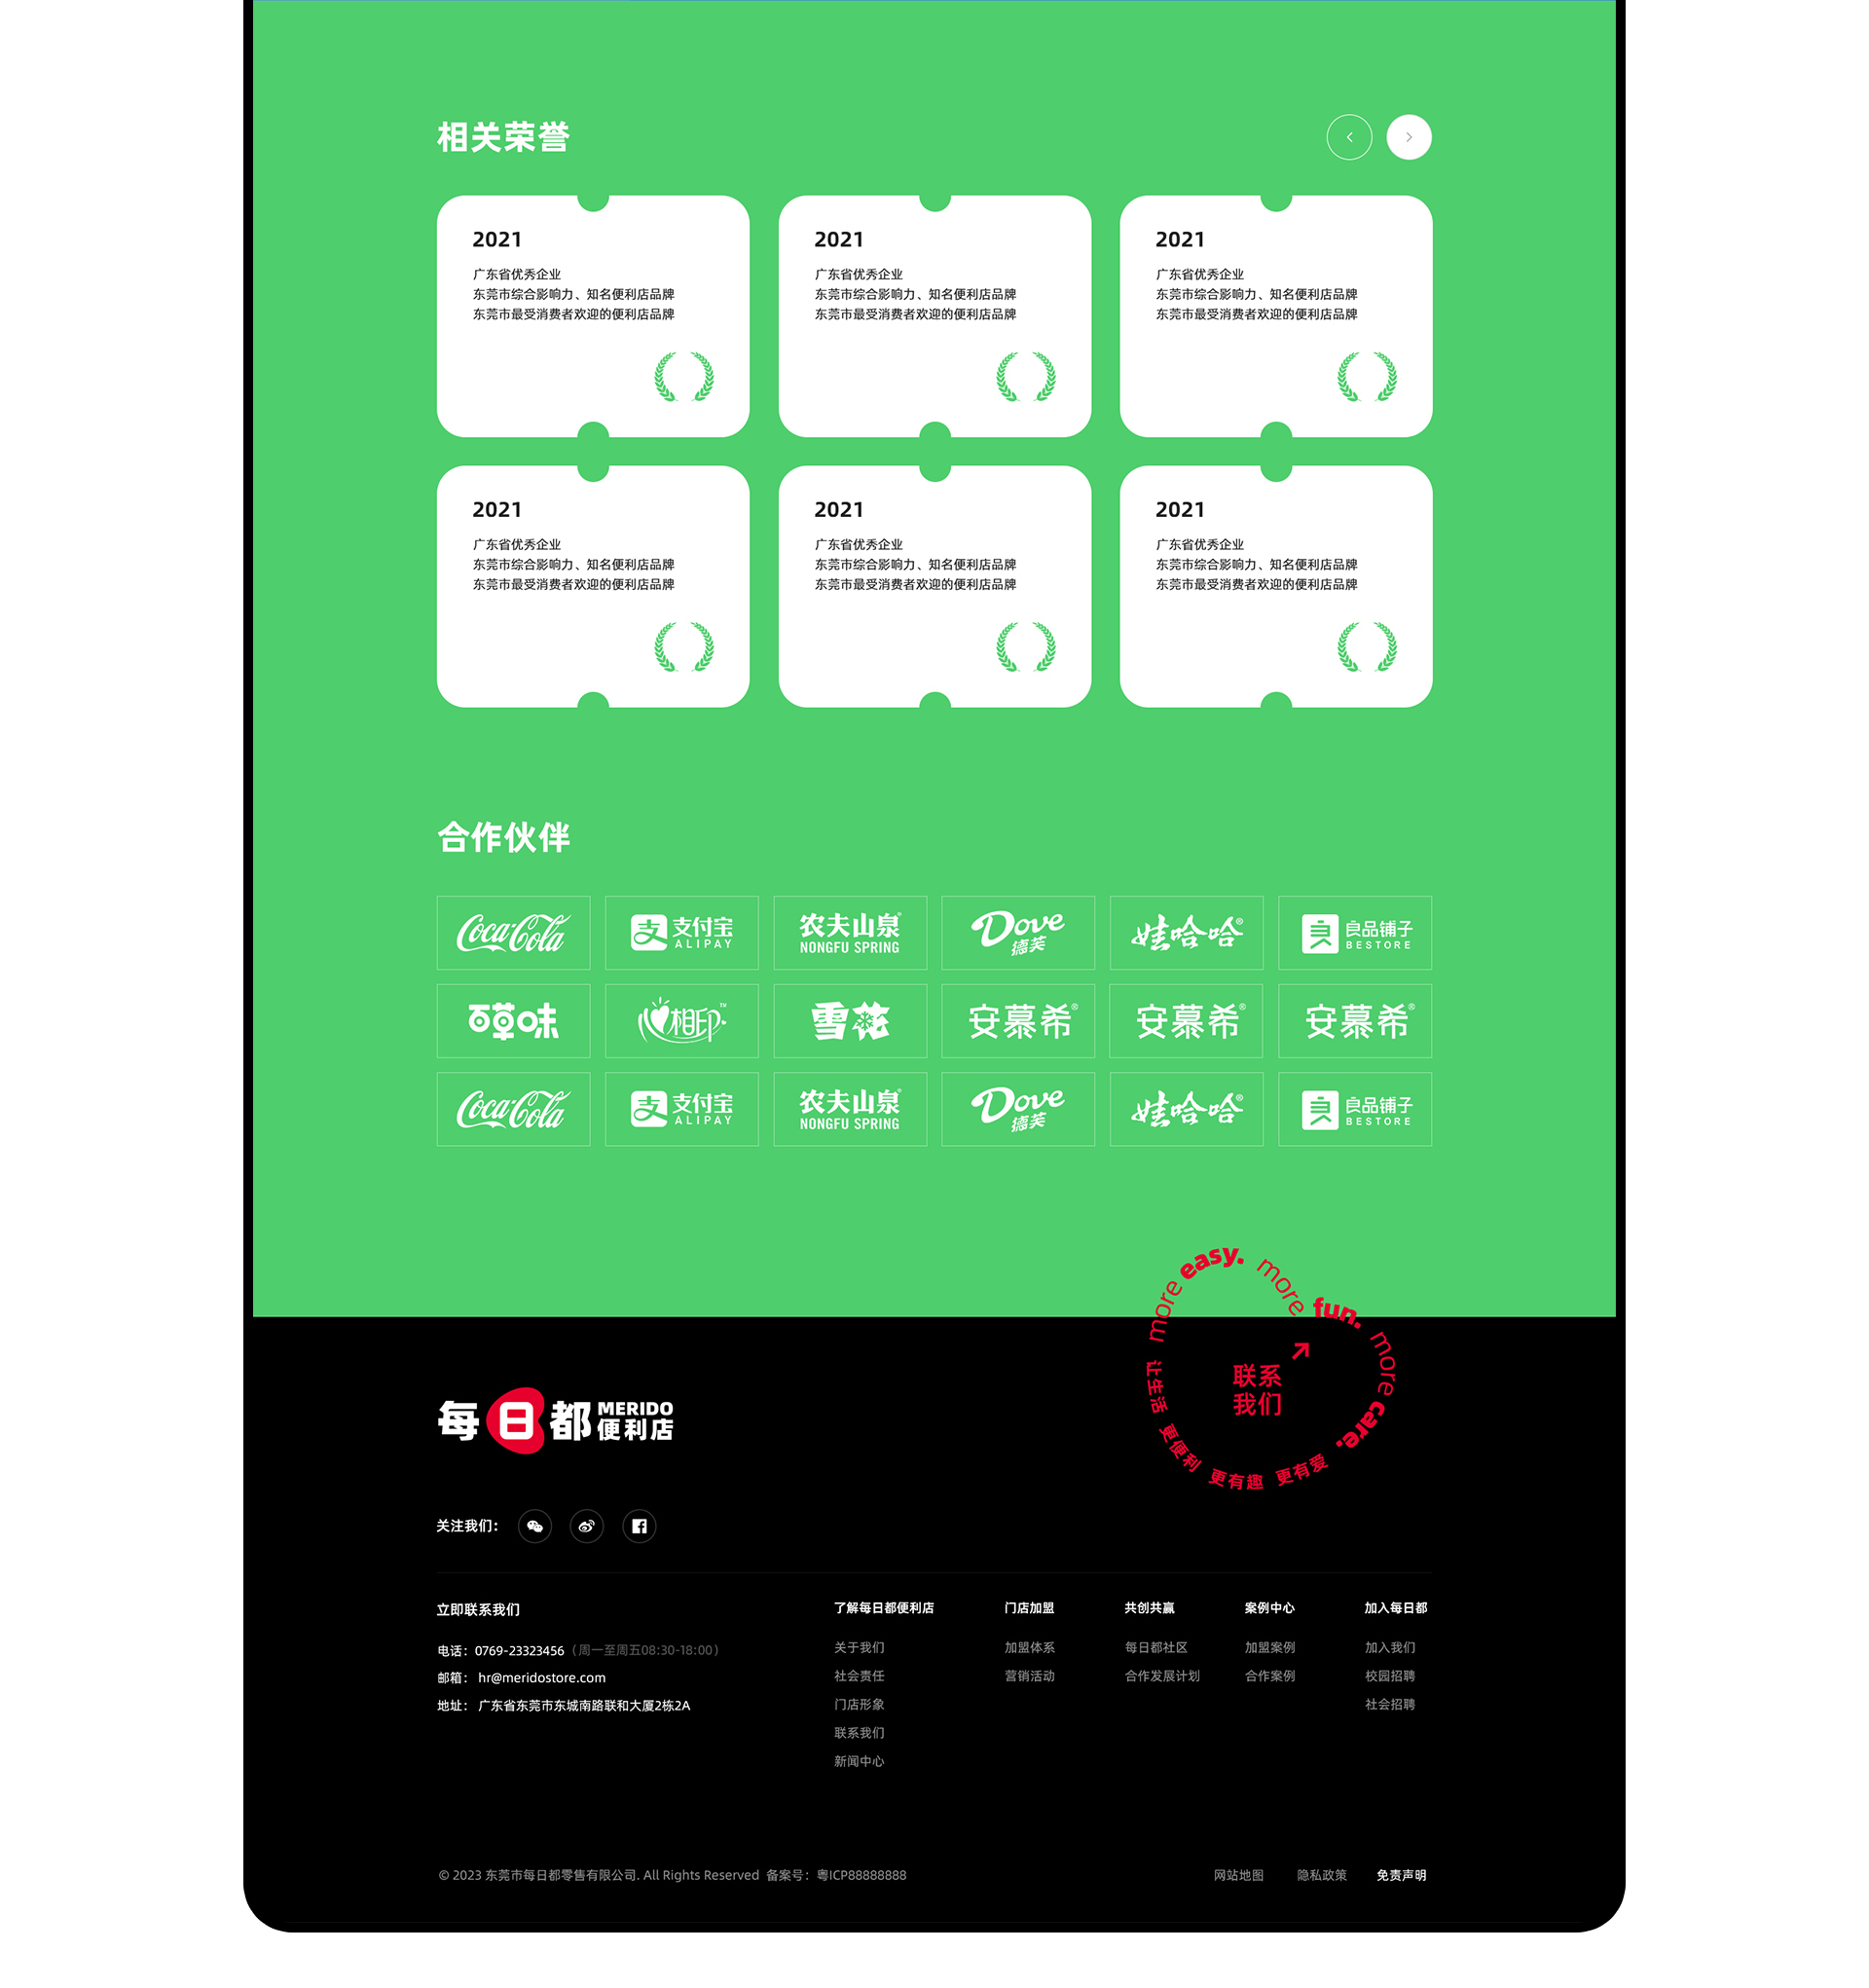 相关荣誉
2021
广东省优秀企业
东莞市综合影响力、知名便利店品牌
东莞市最受消费者欢迎的便利店品牌
2021
广东省优秀企业
东莞市综合影响力、知名便利店品牌
东莞市最受消费者欢迎的便利店品牌
2021
广东省优秀企业
东莞市综合影响力、知名便利店品牌
东莞市最受消费者欢迎的便利店品牌
2021
广东省优秀企业
东莞市综合影响力、知名便利店品牌
东莞市最受消费者欢迎的便利店品牌
2021
广东省优秀企业
东莞市综合影响力、知名便利店品牌
东莞市最受消费者欢迎的便利店品牌
2021
广东省优秀企业
东莞市综合影响力、知名便利店品牌
东莞市最受消费者欢迎的便利店品牌
合作伙伴
Coca-Cola
支 支付宝
ALIPAY
农夫山泉®
NONGFU SPRING
Dove
德芙
娃哈哈®
良品铺子
BESTORE
百草味
心相印™
雪花
安慕希®
安慕希®
安慕希®
Coca-Cola
支 支付宝
ALIPAY
农夫山泉®
NONGFU SPRING
Dove
德芙
娃哈哈®
良品铺子
BESTORE
more easy. more fun. more care.
让生活 更便利 更有趣 更有爱
联系
我们
每日都 MERIDO
便利店
关注我们：
立即联系我们
电话：0769-23323456（周一至周五08:30-18:00）
邮箱： hr@meridostore.com
地址： 广东省东莞市东城南路联和大厦2栋2A
了解每日都便利店
关于我们
社会责任
门店形象
联系我们
新闻中心
门店加盟
加盟体系
营销活动
共创共赢
每日都社区
合作发展计划
案例中心
加盟案例
合作案例
加入每日都
加入我们
校园招聘
社会招聘
© 2023 东莞市每日都零售有限公司. All Rights Reserved 备案号：粤ICP88888888
网站地图 隐私政策 免责声明